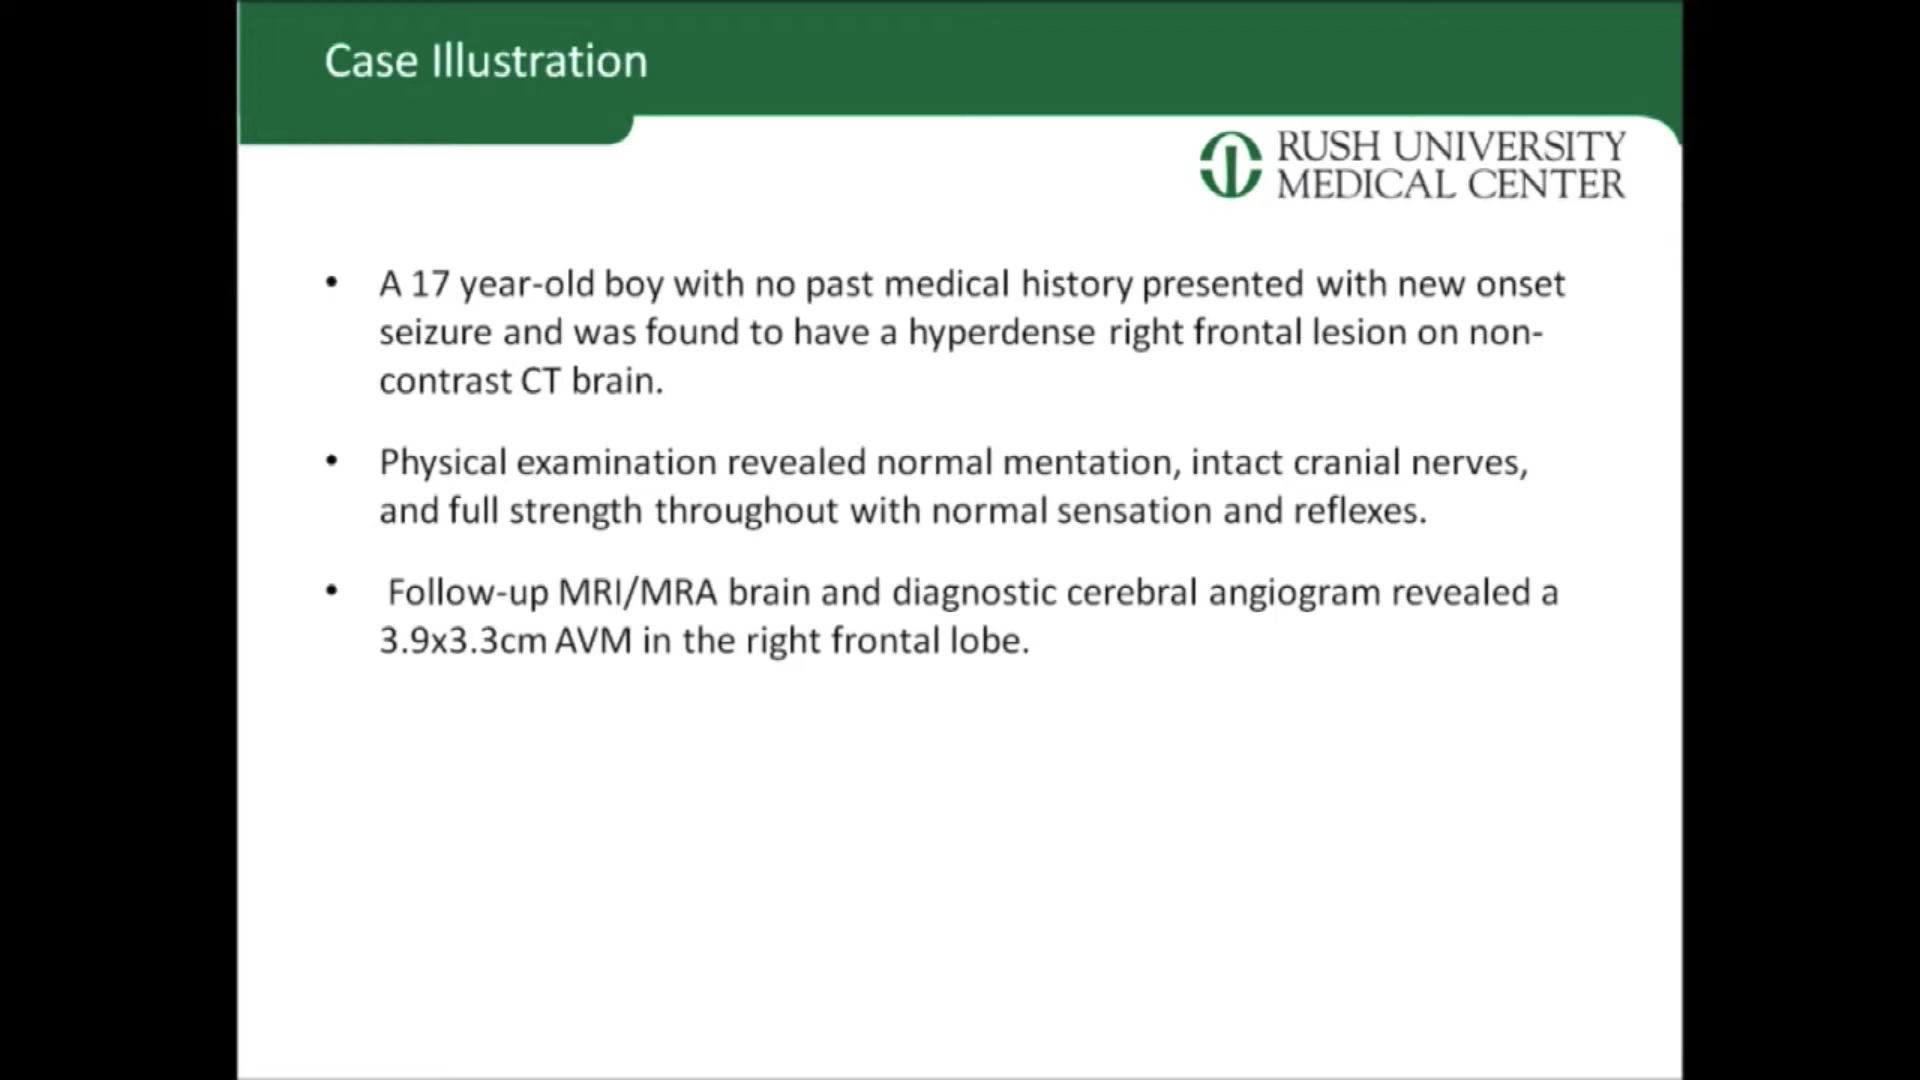 Case Illustration
RUSH UNIVERSITY
MEDICAL CENTER
• A 17 year-old boy with no past medical history presented with new onset
seizure and was found to have a hyperdense right frontal lesion on non-
contrast CT brain.
• Physical examination revealed normal mentation, intact cranial nerves,
and full strength throughout with normal sensation and reflexes.
• Follow-up MRI/MRA brain and diagnostic cerebral angiogram revealed a
3.9x3.3cm AVM in the right frontal lobe.